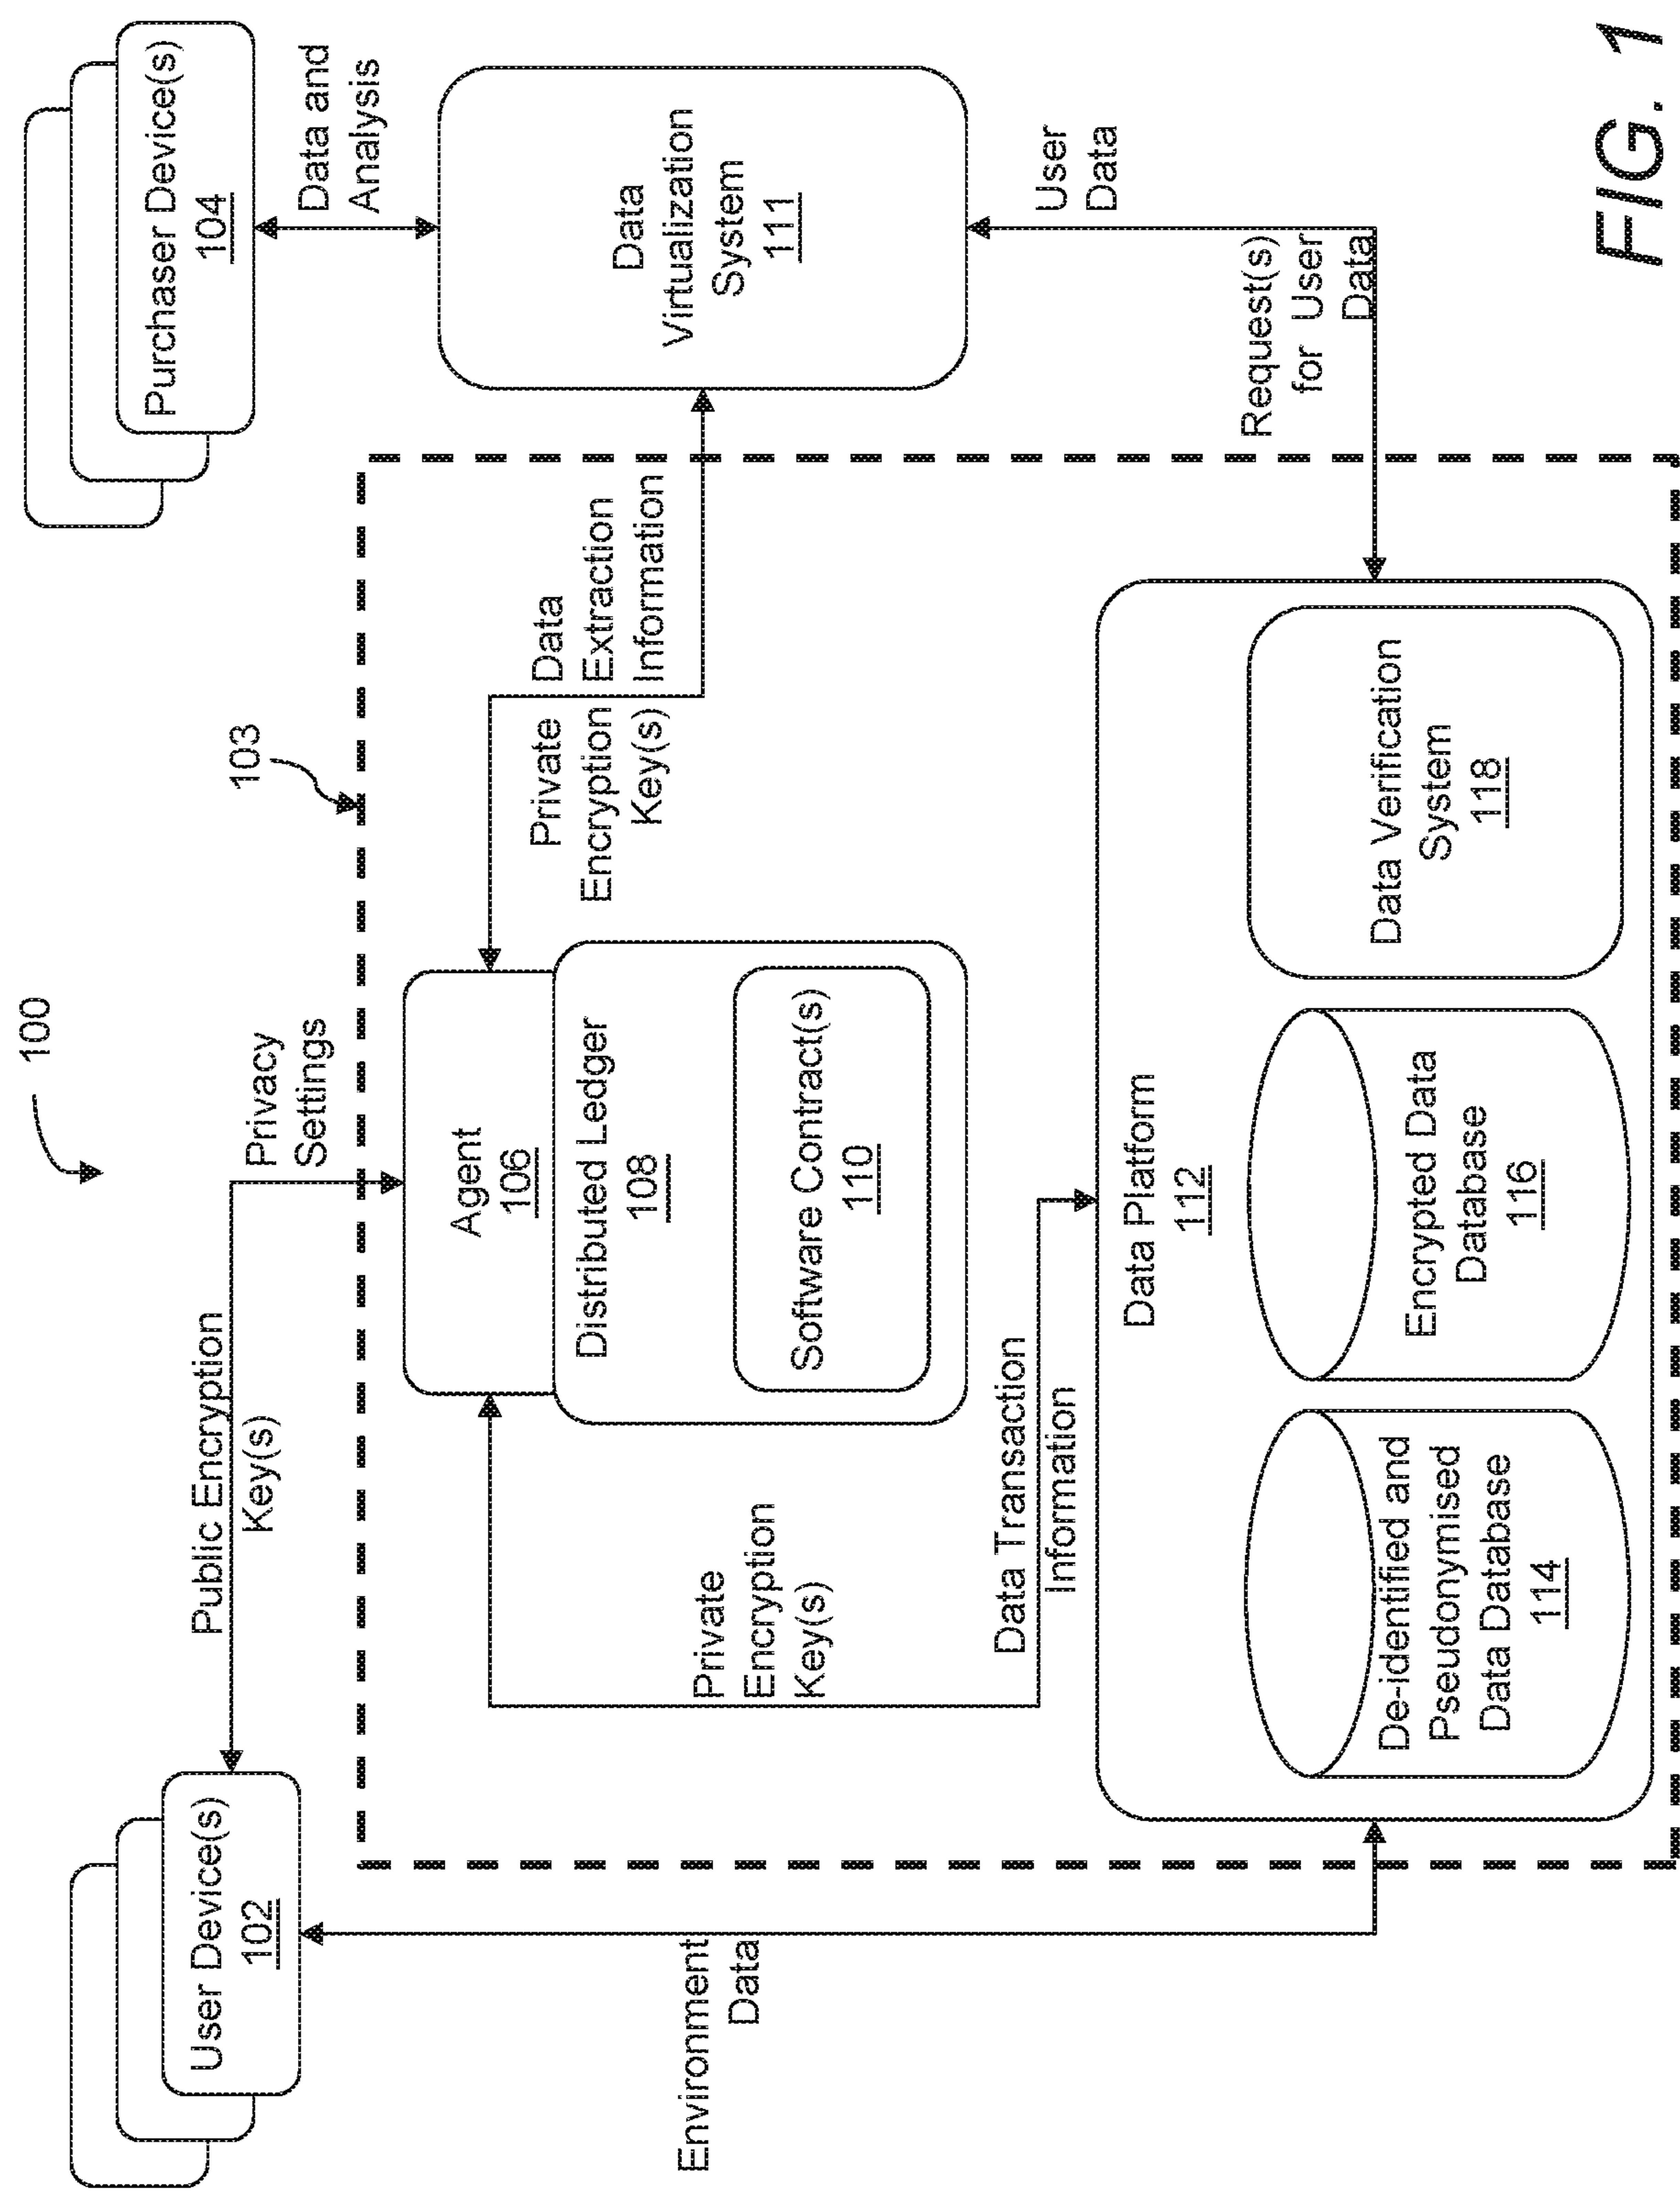 100
User Device(s)
102
Public Encryption
Key(s)
Privacy
Settings
103
Purchaser Device(s)
104
Data and
Analysis
Environment
Data
Agent
106
Distributed Ledger
108
Software Contract(s)
110
Private
Encryption
Key(s)
Data
Extraction
Information
Data
Virtualization
System
111
Private
Encryption
Key(s)
Data Transaction
Information
Request(s)
for User
Data
User
Data
Data Platform
112
De-identified and
Pseudonymised
Data Database
114
Encrypted Data
Database
116
Data Verification
System
118
FIG. 1